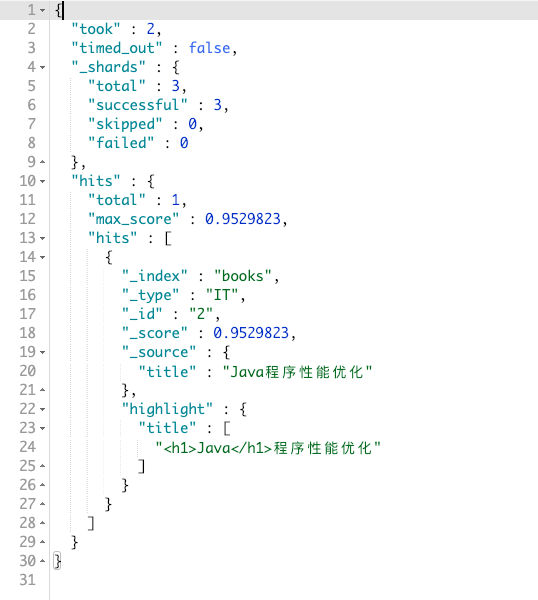 1 {
2 "took" : 2,
3 "timed_out" : false,
4 "_shards" : {
5 "total" : 3,
6 "successful" : 3,
7 "skipped" : 0,
8 "failed" : 0
9 },
10 "hits" : {
11 "total" : 1,
12 "max_score" : 0.9529823,
13 "hits" : [
14 {
15 "_index" : "books",
16 "_type" : "IT",
17 "_id" : "2",
18 "_score" : 0.9529823,
19 "_source" : {
20 "title" : "Java程序性能优化"
21 },
22 "highlight" : {
23 "title" : [
24 "<h1>Java</h1>程序性能优化"
25 ]
26 }
27 }
28 ]
29 }
30 }
31